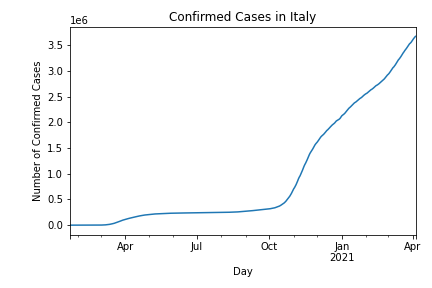 Confirmed Cases in Italy
1e6
3.5
3.0
2.5
2.0
1.5
1.0
0.5
0.0
Number of Confirmed Cases
Apr Jul Oct Jan Apr
2021
Day